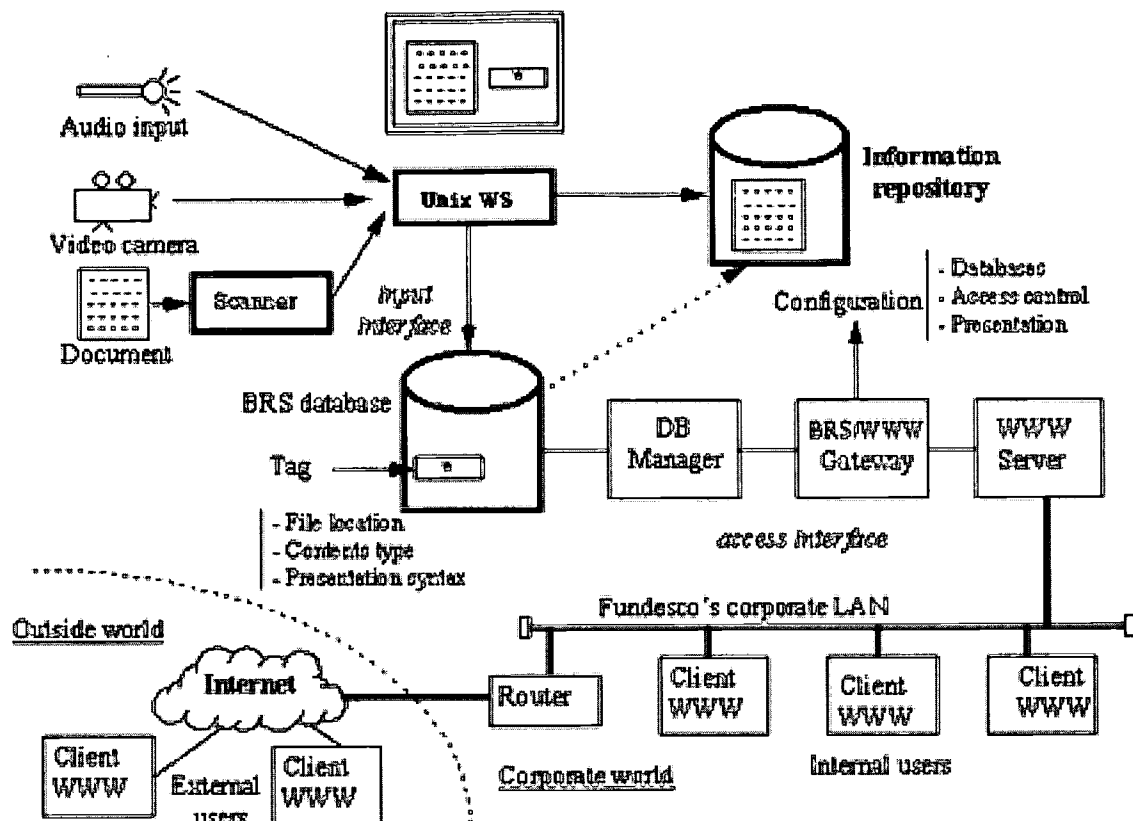 Audio input
Video camera
Document
Scanner
Unix WS
Input
interface
Information
repository
Configuration
- Databases
- Access control
- Presentation
BRS database
Tag
- File location
- Contents type
- Presentation syntax
DB
Manager
BRS/WWW
Gateway
WWW
Server
access interface
Fundesco´s corporate LAN
Outside world
Internet
Router
Client
WWW
Client
WWW
Client
WWW
Internal users
Client
WWW
External
users
Client
WWW
Corporate world